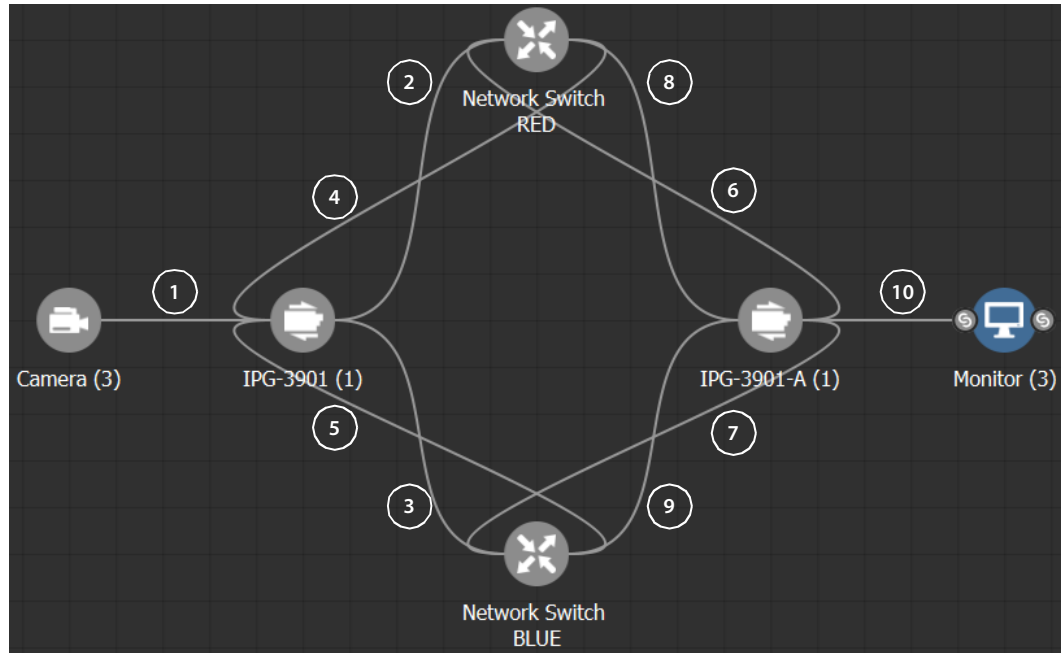 2
8
Network Switch
RED
4
6
1
10
Camera (3)
IPG-3901 (1)
IPG-3901-A (1)
Monitor (3)
5
7
3
9
Network Switch
BLUE